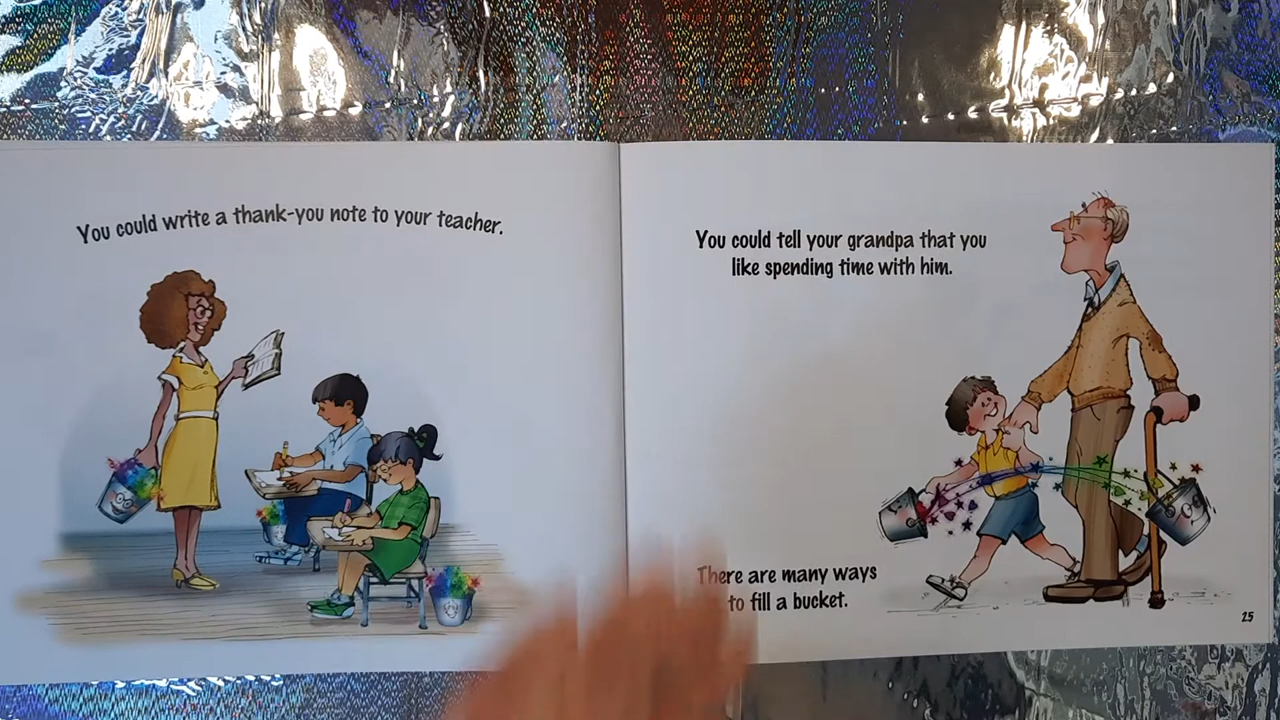 You could write a thank-you note to your teacher.
You could tell your grandpa that you
like spending time with him.
There are many ways
to fill a bucket.
25